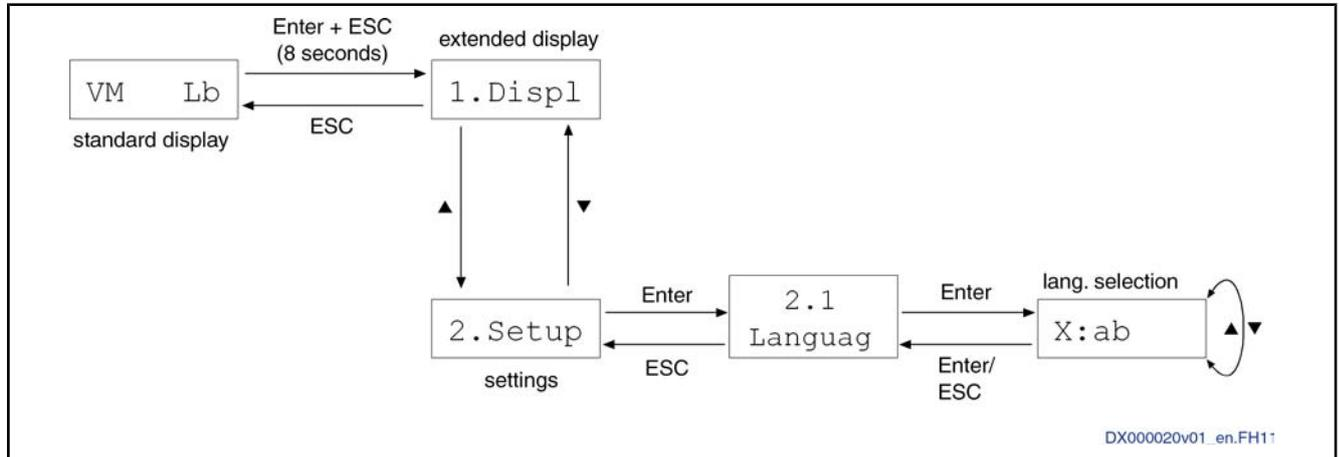 Enter + ESC
(8 seconds)
extended display
VM Lb
1.Displ
ESC
standard display
▲ ▼
lang. selection
Enter
2.1
Languag
Enter
2.Setup
X:ab
▲ ▼
settings
ESC
Enter/
ESC
DX000020v01_en.FH11